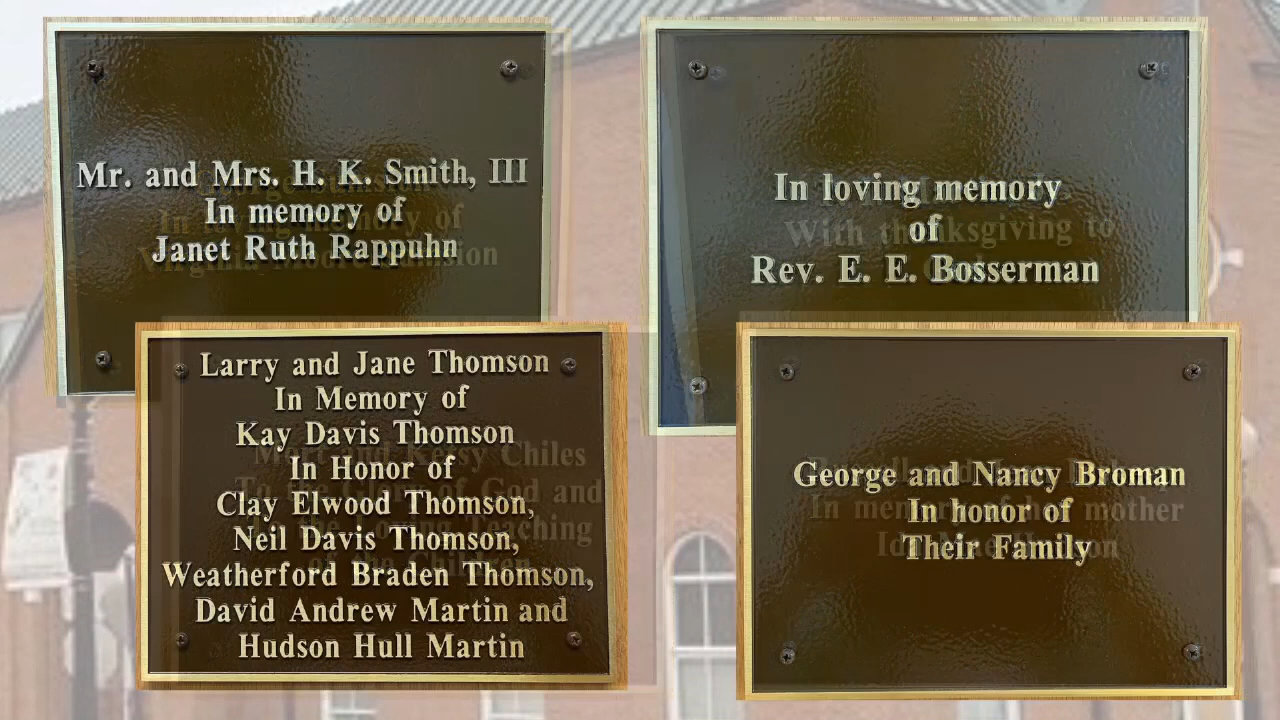 Mr. and Mrs. H. K. Smith, III
In memory of
Janet Ruth Rappuhn
In loving memory
of
Rev. E. E. Bosserman
Larry and Jane Thomson
In Memory of
Kay Davis Thomson
In Honor of
Clay Elwood Thomson,
Neil Davis Thomson,
Weatherford Braden Thomson,
David Andrew Martin and
Hudson Hull Martin
George and Nancy Broman
In honor of
Their Family